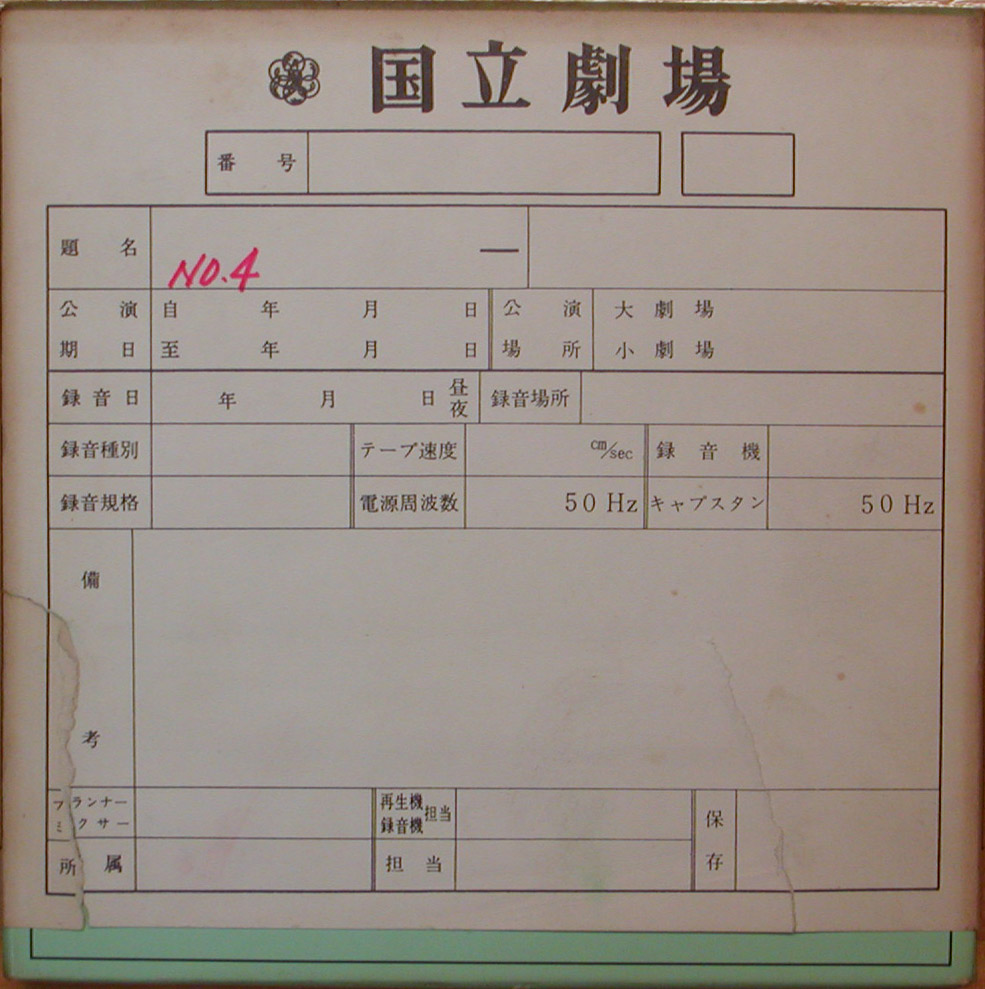 国立劇場
番号
題名 NO.4 —
公演期日 自 年 月 日 公演場所 大劇場
至 年 月 日 小劇場
録音日 年 月 日 昼夜 録音場所
録音種別 テープ速度 cm/sec 録音機
録音規格 電源周波数 50 Hz キャプスタン 50 Hz
備考
プランナー 再生機 担当 保存
ミクサー 録音機
所属 担当